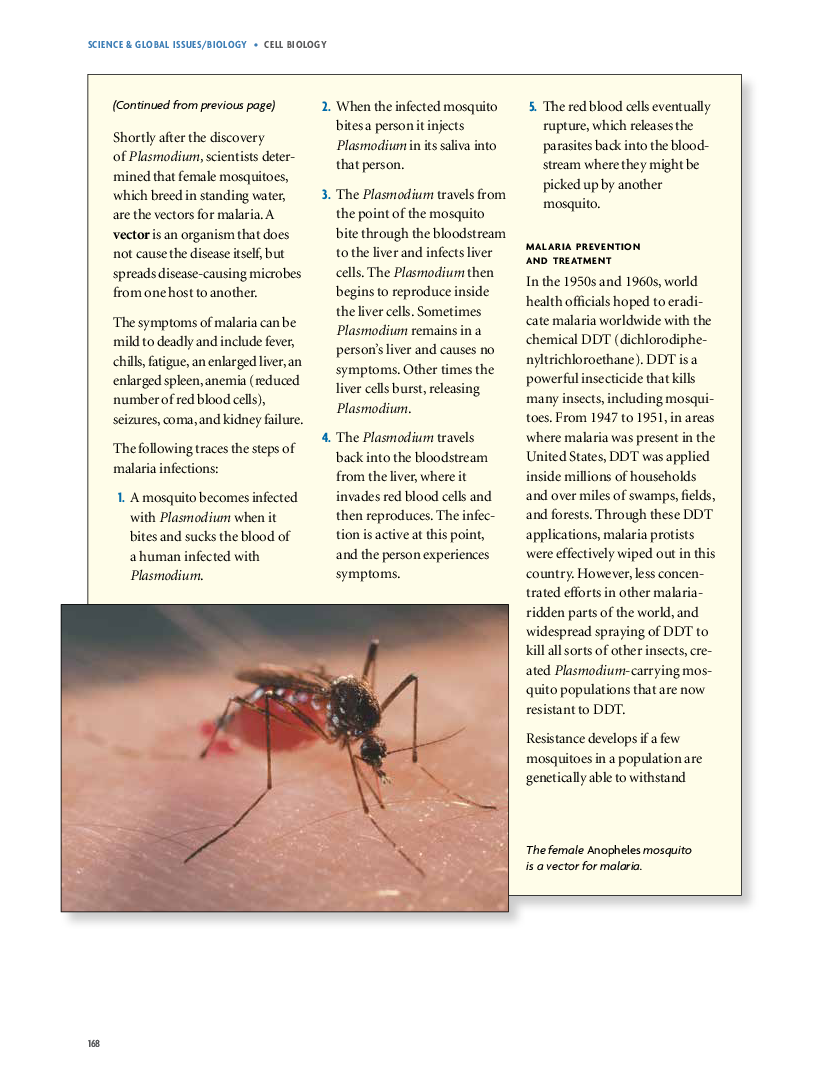 SCIENCE & GLOBAL ISSUES/BIOLOGY • CELL BIOLOGY
(Continued from previous page)
Shortly after the discovery
of Plasmodium, scientists deter-
mined that female mosquitoes,
which breed in standing water,
are the vectors for malaria. A
vector is an organism that does
not cause the disease itself, but
spreads disease-causing microbes
from one host to another.
The symptoms of malaria can be
mild to deadly and include fever,
chills, fatigue, an enlarged liver, an
enlarged spleen, anemia (reduced
number of red blood cells),
seizures, coma, and kidney failure.
The following traces the steps of
malaria infections:
1. A mosquito becomes infected
with Plasmodium when it
bites and sucks the blood of
a human infected with
Plasmodium.
2. When the infected mosquito
bites a person it injects
Plasmodium in its saliva into
that person.
3. The Plasmodium travels from
the point of the mosquito
bite through the bloodstream
to the liver and infects liver
cells. The Plasmodium then
begins to reproduce inside
the liver cells. Sometimes
Plasmodium remains in a
person's liver and causes no
symptoms. Other times the
liver cells burst, releasing
Plasmodium.
4. The Plasmodium travels
back into the bloodstream
from the liver, where it
invades red blood cells and
then reproduces. The infec-
tion is active at this point,
and the person experiences
symptoms.
5. The red blood cells eventually
rupture, which releases the
parasites back into the blood-
stream where they might be
picked up by another
mosquito.
MALARIA PREVENTION
AND TREATMENT
In the 1950s and 1960s, world
health officials hoped to eradi-
cate malaria worldwide with the
chemical DDT (dichlorodiphe-
nyltrichloroethane). DDT is a
powerful insecticide that kills
many insects, including mosqui-
toes. From 1947 to 1951, in areas
where malaria was present in the
United States, DDT was applied
inside millions of households
and over miles of swamps, fields,
and forests. Through these DDT
applications, malaria protists
were effectively wiped out in this
country. However, less concen-
trated efforts in other malaria-
ridden parts of the world, and
widespread spraying of DDT to
kill all sorts of other insects, cre-
ated Plasmodium-carrying mos-
quito populations that are now
resistant to DDT.
Resistance develops if a few
mosquitoes in a population are
genetically able to withstand
The female Anopheles mosquito
is a vector for malaria.
168